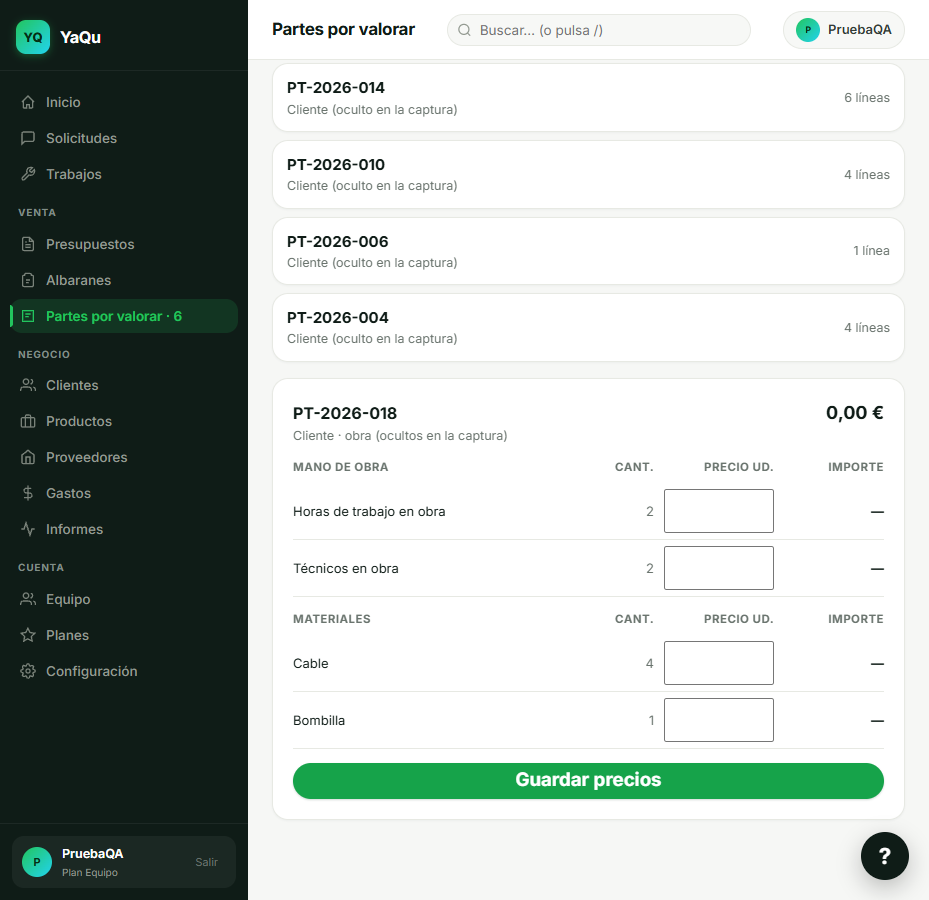 YQ YaQu
Inicio
Solicitudes
Trabajos
VENTA
Presupuestos
Albaranes
Partes por valorar · 6
NEGOCIO
Clientes
Productos
Proveedores
Gastos
Informes
CUENTA
Equipo
Planes
Configuración
P PruebaQA
Plan Equipo
Salir
Partes por valorar
Buscar... (o pulsa /)
P PruebaQA
PT-2026-014
Cliente (oculto en la captura)
6 líneas
PT-2026-010
Cliente (oculto en la captura)
4 líneas
PT-2026-006
Cliente (oculto en la captura)
1 línea
PT-2026-004
Cliente (oculto en la captura)
4 líneas
PT-2026-018 0,00 €
Cliente · obra (ocultos en la captura)
MANO DE OBRA CANT. PRECIO UD. IMPORTE
Horas de trabajo en obra 2 —
Técnicos en obra 2 —
MATERIALES CANT. PRECIO UD. IMPORTE
Cable 4 —
Bombilla 1 —
Guardar precios
?